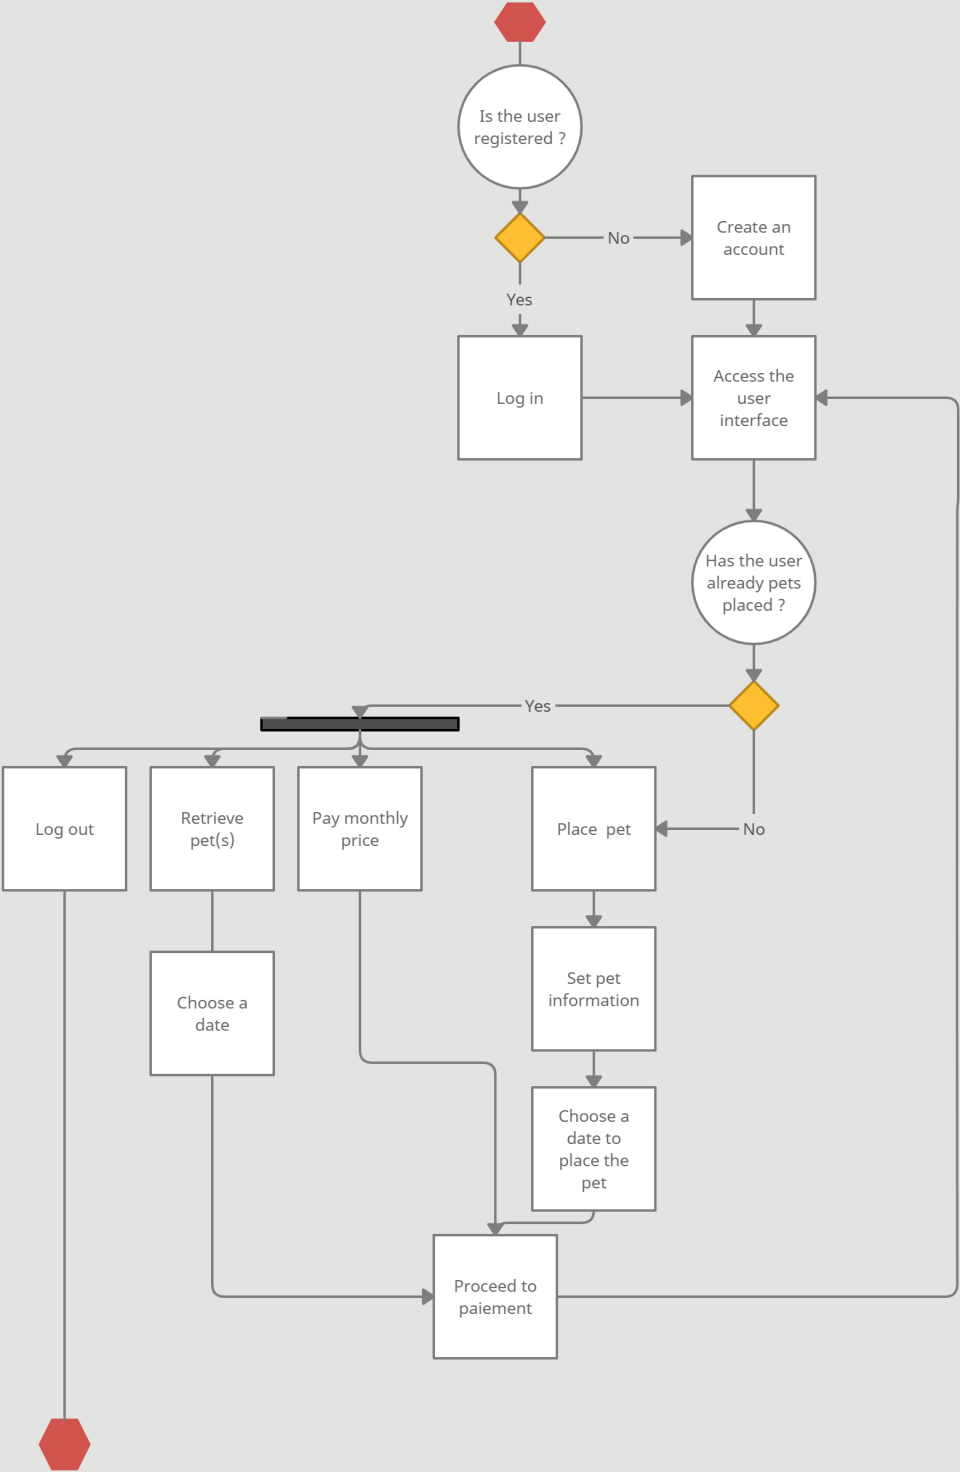 Is the user
registered ?
No
Create an
account
Yes
Log in
Access the
user
interface
Has the user
already pets
placed ?
Yes
Log out
Retrieve
pet(s)
Pay monthly
price
Place pet
No
Choose a
date
Set pet
information
Choose a
date to
place the
pet
Proceed to
paiement